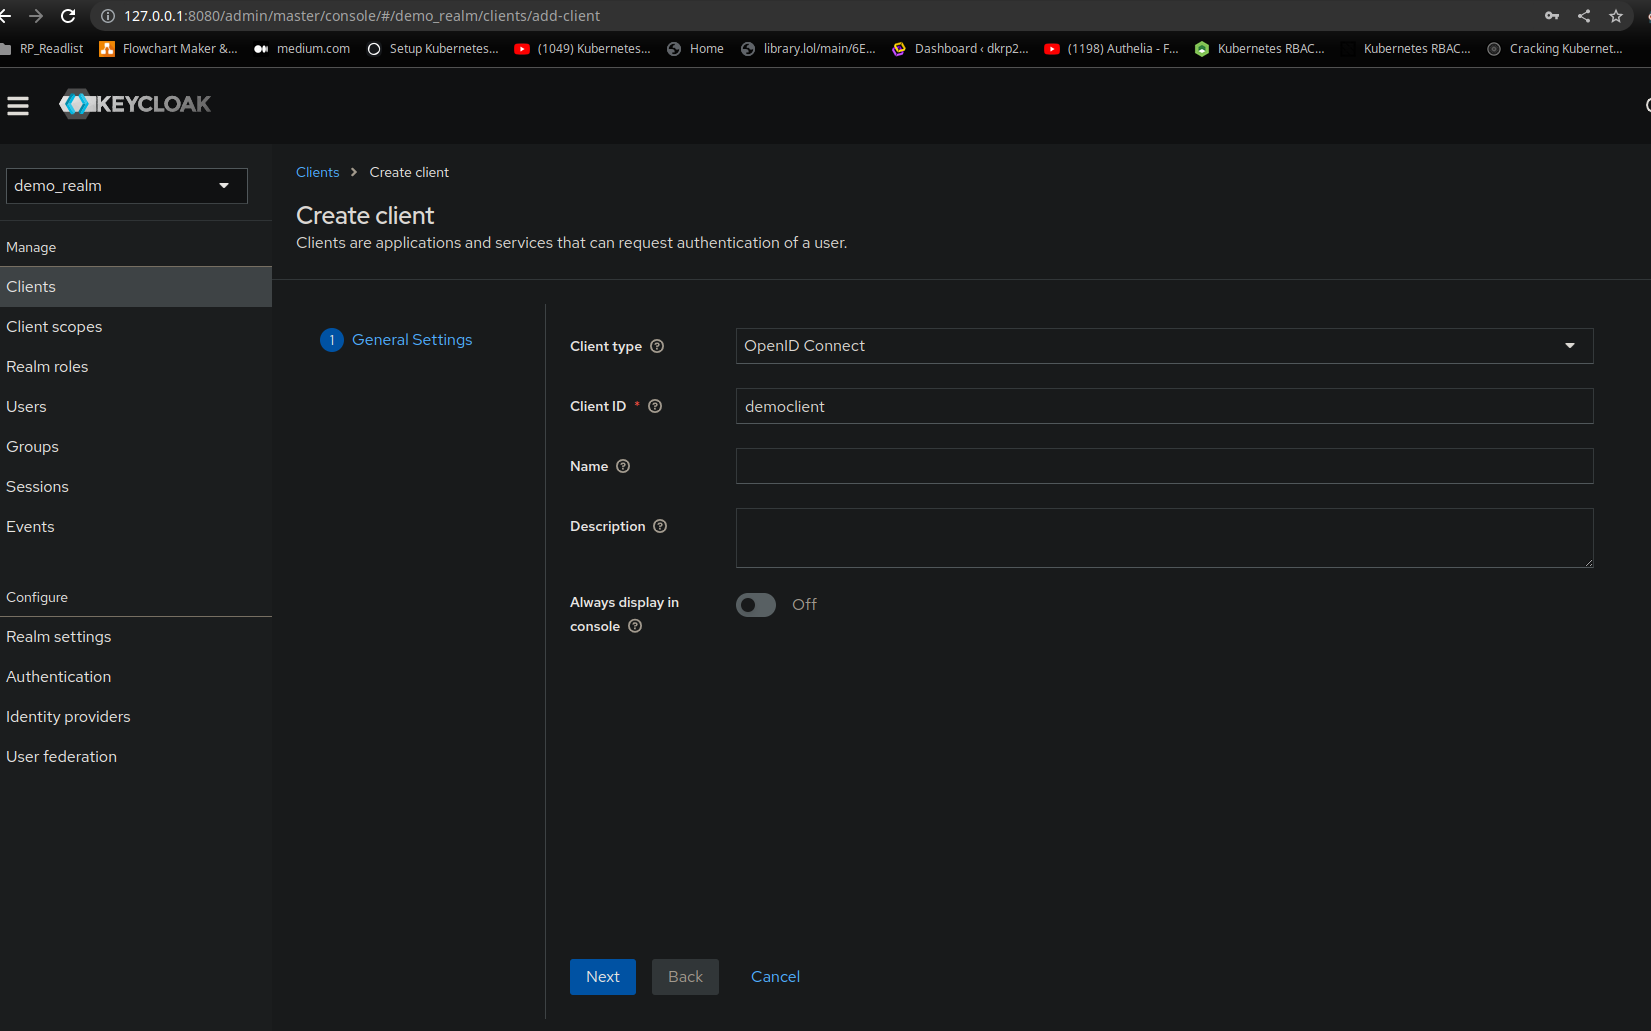 127.0.0.1:8080/admin/master/console/#/demo_realm/clients/add-client
RP_Readlist Flowchart Maker &... medium.com Setup Kubernetes... (1049) Kubernetes... Home library.lol/main/6E... Dashboard ‹ dkrp2... (1198) Authelia - F... Kubernetes RBAC... Kubernetes RBAC... Cracking Kubernet...
KEYCLOAK
demo_realm
Manage
Clients
Client scopes
Realm roles
Users
Groups
Sessions
Events
Configure
Realm settings
Authentication
Identity providers
User federation
Clients > Create client
Create client
Clients are applications and services that can request authentication of a user.
1 General Settings
Client type OpenID Connect
Client ID * democlient
Name
Description
Always display in
console
Off
Next Back Cancel